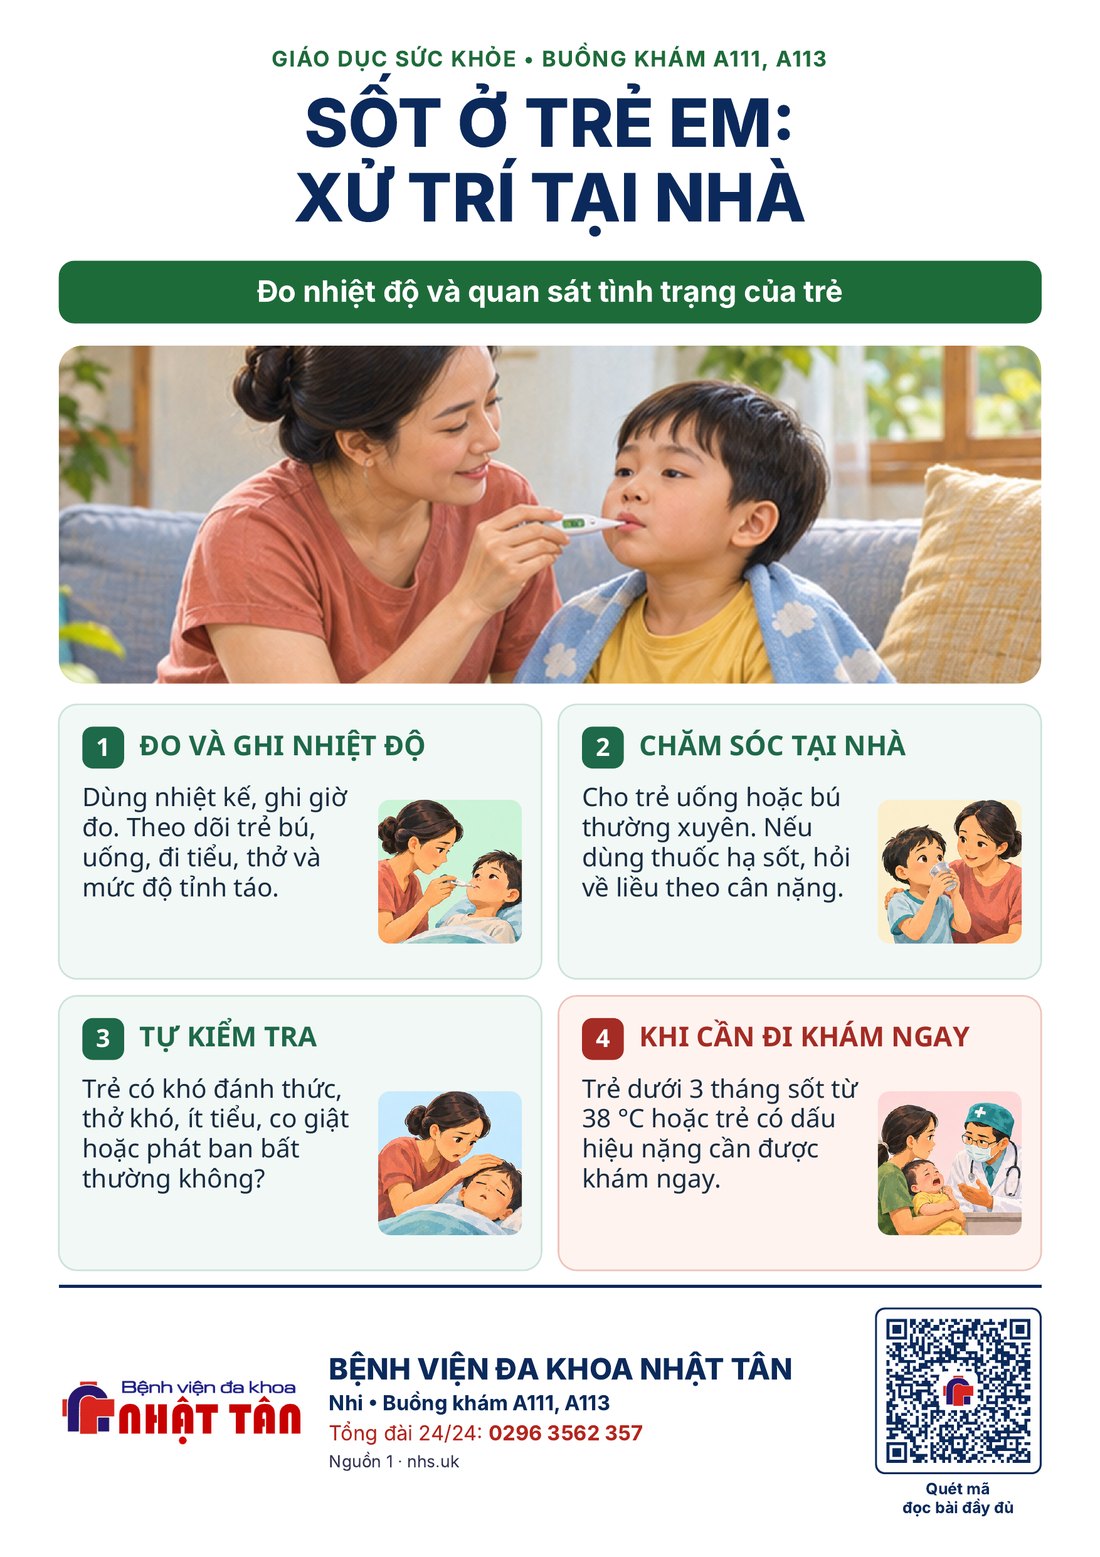 GIÁO DỤC SỨC KHỎE • BUỒNG KHÁM A111, A113
SỐT Ở TRẺ EM:
XỬ TRÍ TẠI NHÀ
Đo nhiệt độ và quan sát tình trạng của trẻ
1 ĐO VÀ GHI NHIỆT ĐỘ
Dùng nhiệt kế, ghi giờ
đo. Theo dõi trẻ bú,
uống, đi tiểu, thở và
mức độ tỉnh táo.
2 CHĂM SÓC TẠI NHÀ
Cho trẻ uống hoặc bú
thường xuyên. Nếu
dùng thuốc hạ sốt, hỏi
về liều theo cân nặng.
3 TỰ KIỂM TRA
Trẻ có khó đánh thức,
thở khó, ít tiểu, co giật
hoặc phát ban bất
thường không?
4 KHI CẦN ĐI KHÁM NGAY
Trẻ dưới 3 tháng sốt từ
38 °C hoặc trẻ có dấu
hiệu nặng cần được
khám ngay.
Bệnh viện đa khoa
NHẬT TÂN
BỆNH VIỆN ĐA KHOA NHẬT TÂN
Nhi • Buồng khám A111, A113
Tổng đài 24/24: 0296 3562 357
Nguồn 1 · nhs.uk
Quét mã
đọc bài đầy đủ